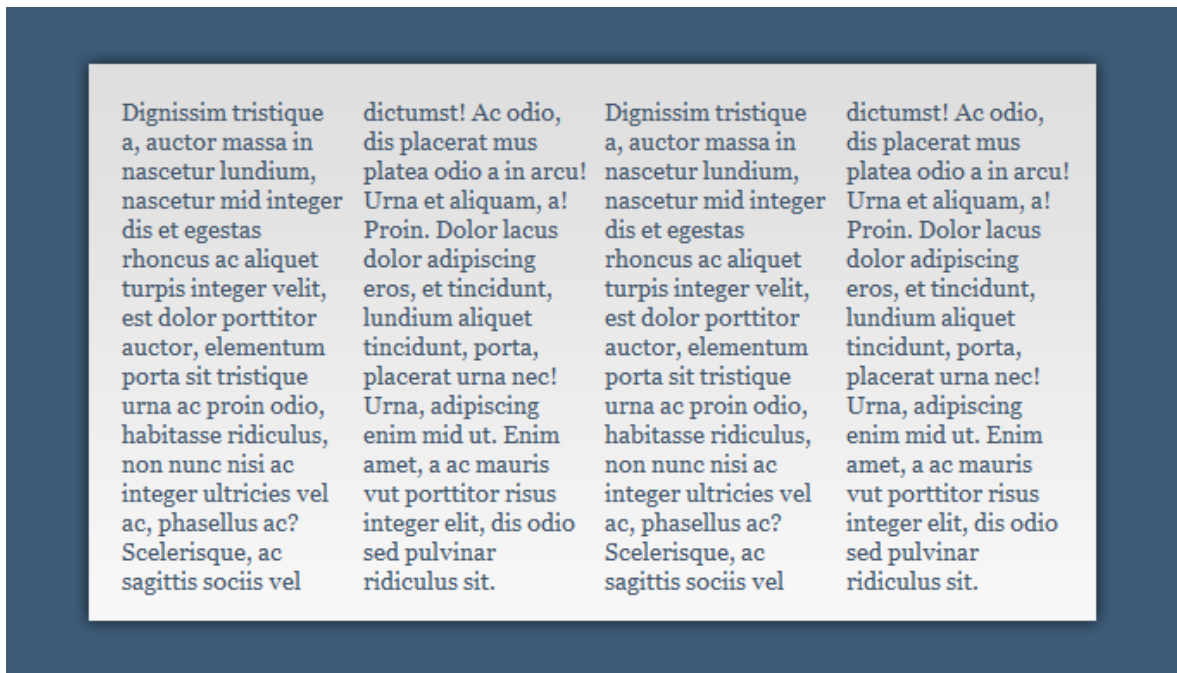 Dignissim tristique
a, auctor massa in
nascetur lundium,
nascetur mid integer
dis et egestas
rhoncus ac aliquet
turpis integer velit,
est dolor porttitor
auctor, elementum
porta sit tristique
urna ac proin odio,
habitasse ridiculus,
non nunc nisi ac
integer ultricies vel
ac, phasellus ac?
Scelerisque, ac
sagittis sociis vel
dictumst! Ac odio,
dis placerat mus
platea odio a in arcu!
Urna et aliquam, a!
Proin. Dolor lacus
dolor adipiscing
eros, et tincidunt,
lundium aliquet
tincidunt, porta,
placerat urna nec!
Urna, adipiscing
enim mid ut. Enim
amet, a ac mauris
vut porttitor risus
integer elit, dis odio
sed pulvinar
ridiculus sit.
Dignissim tristique
a, auctor massa in
nascetur lundium,
nascetur mid integer
dis et egestas
rhoncus ac aliquet
turpis integer velit,
est dolor porttitor
auctor, elementum
porta sit tristique
urna ac proin odio,
habitasse ridiculus,
non nunc nisi ac
integer ultricies vel
ac, phasellus ac?
Scelerisque, ac
sagittis sociis vel
dictumst! Ac odio,
dis placerat mus
platea odio a in arcu!
Urna et aliquam, a!
Proin. Dolor lacus
dolor adipiscing
eros, et tincidunt,
lundium aliquet
tincidunt, porta,
placerat urna nec!
Urna, adipiscing
enim mid ut. Enim
amet, a ac mauris
vut porttitor risus
integer elit, dis odio
sed pulvinar
ridiculus sit.